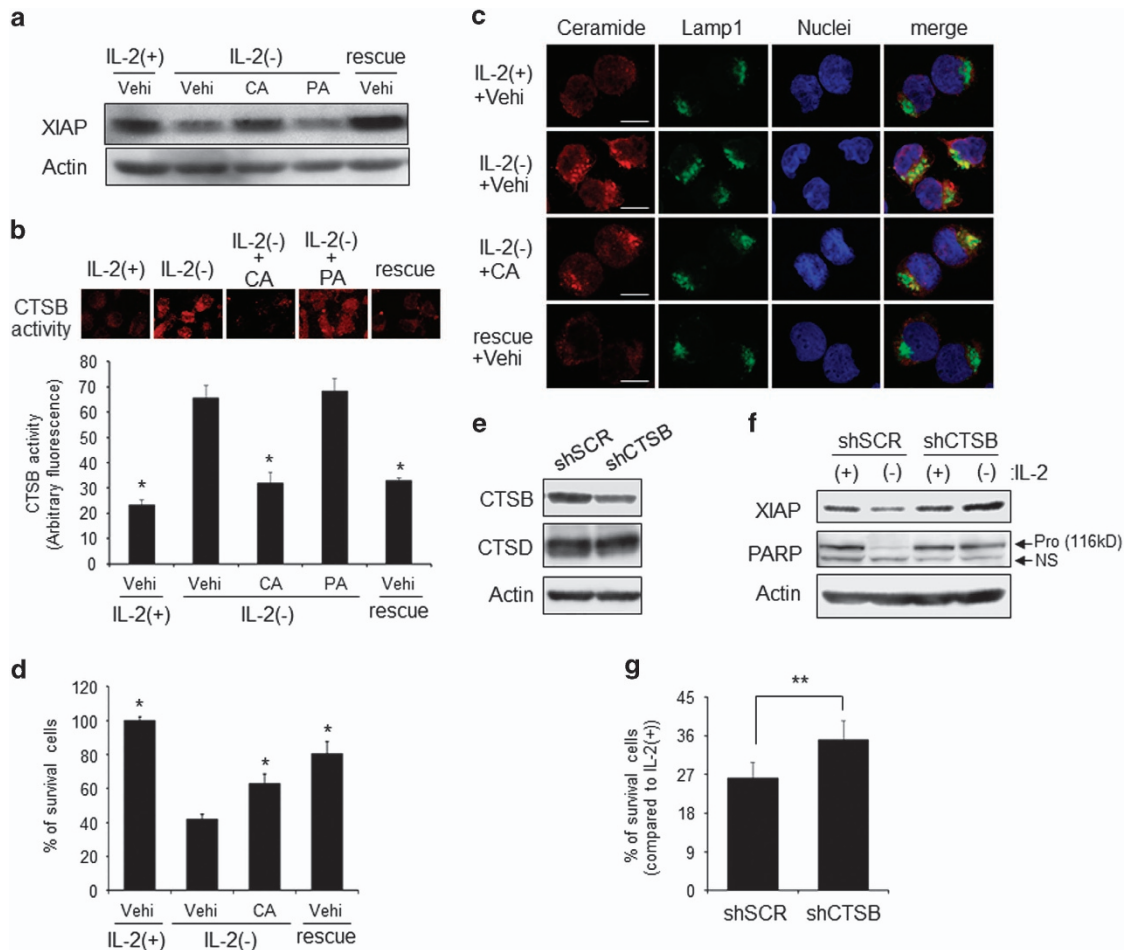 a
IL-2(+) IL-2(-) rescue
Vehi Vehi CA PA Vehi
XIAP
Actin
b
IL-2(+) IL-2(-) IL-2(-) + CA IL-2(-) + PA rescue
CTSB activity
CTSB activity
(Arbitrary fluorescence)
80
70
60
50
40
30
20
10
0
* * *
Vehi Vehi CA PA Vehi
IL-2(+) IL-2(-) rescue
c
Ceramide Lamp1 Nuclei merge
IL-2(+)
+Vehi
IL-2(-)
+Vehi
IL-2(-)
+CA
rescue
+Vehi
d
% of survival cells
120
100
80
60
40
20
0
* * *
Vehi Vehi CA Vehi
IL-2(+) IL-2(-) rescue
e
shSCR shCTSB
CTSB
CTSD
Actin
f
shSCR shCTSB
(+) (-) (+) (-) :IL-2
XIAP
PARP
Pro (116kD)
NS
Actin
g
% of survival cells
(compared to IL-2(+))
45
36
27
18
9
0
**
shSCR shCTSB